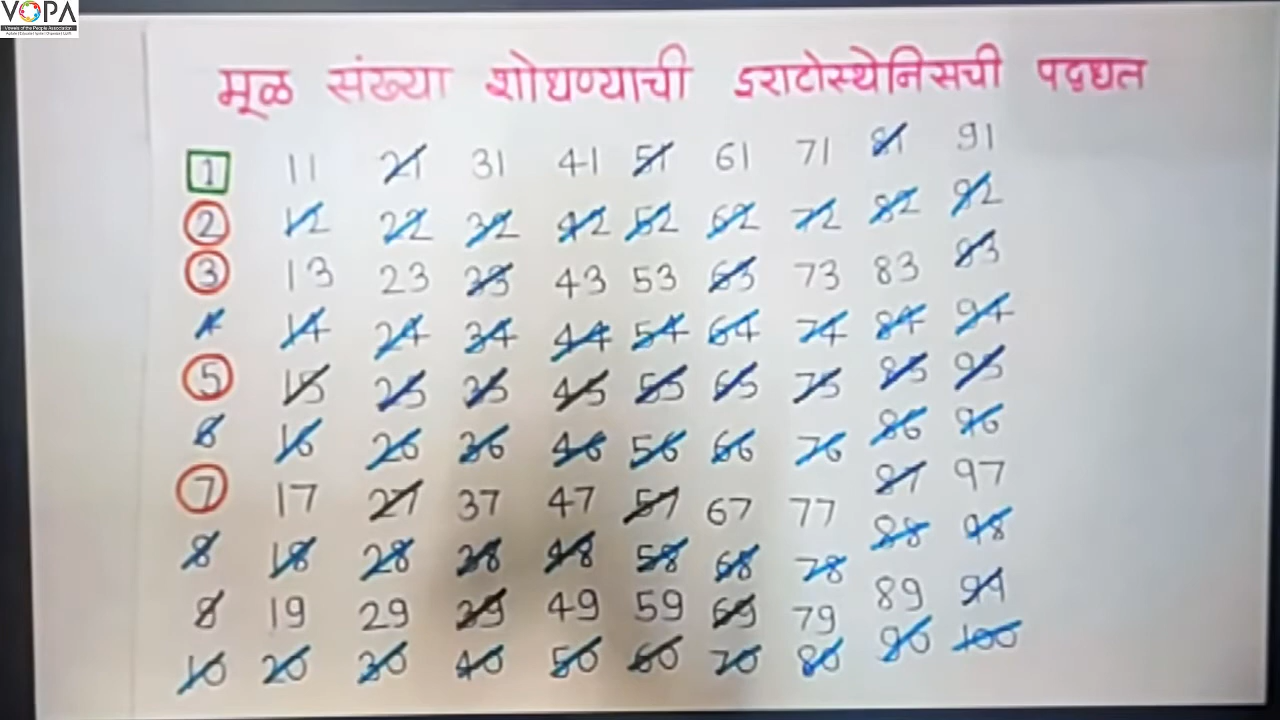 VOPA
Vowels of the People Association
मूळ संख्या शोधण्याची इराटोस्थेनिसची पद्धत
1 11 21 31 41 51 61 71 81 91
2 12 22 32 42 52 62 72 82 92
3 13 23 33 43 53 63 73 83 93
4 14 24 34 44 54 64 74 84 94
5 15 25 35 45 55 65 75 85 95
6 16 26 36 46 56 66 76 86 96
7 17 27 37 47 57 67 77 87 97
8 18 28 38 48 58 68 78 88 98
9 19 29 39 49 59 69 79 89 99
10 20 30 40 50 60 70 80 90 100